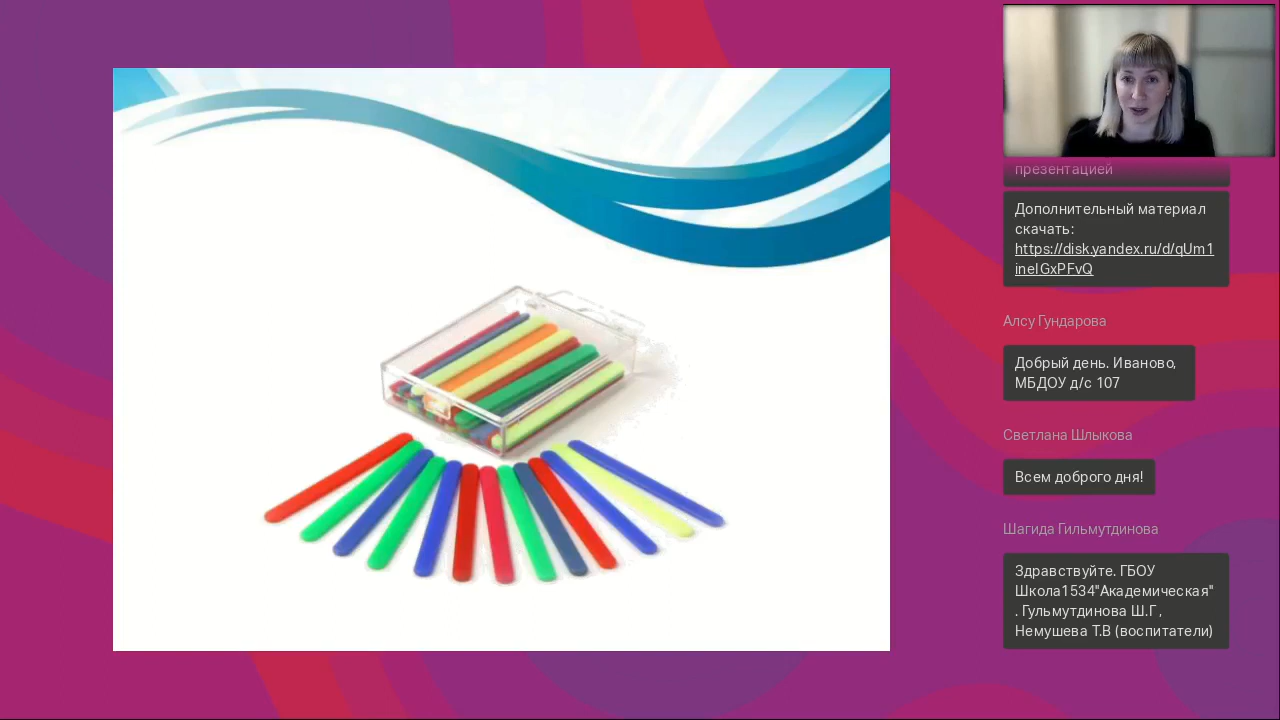 презентацией
Дополнительный материал
скачать:
https://disk.yandex.ru/d/qUm1
ineIGxPFvQ
Алсу Гундарова
Добрый день. Иваново,
МБДОУ д/с 107
Светлана Шлыкова
Всем доброго дня!
Шагида Гильмутдинова
Здравствуйте. ГБОУ
Школа1534"Академическая"
. Гульмутдинова Ш.Г ,
Немушева Т.В (воспитатели)